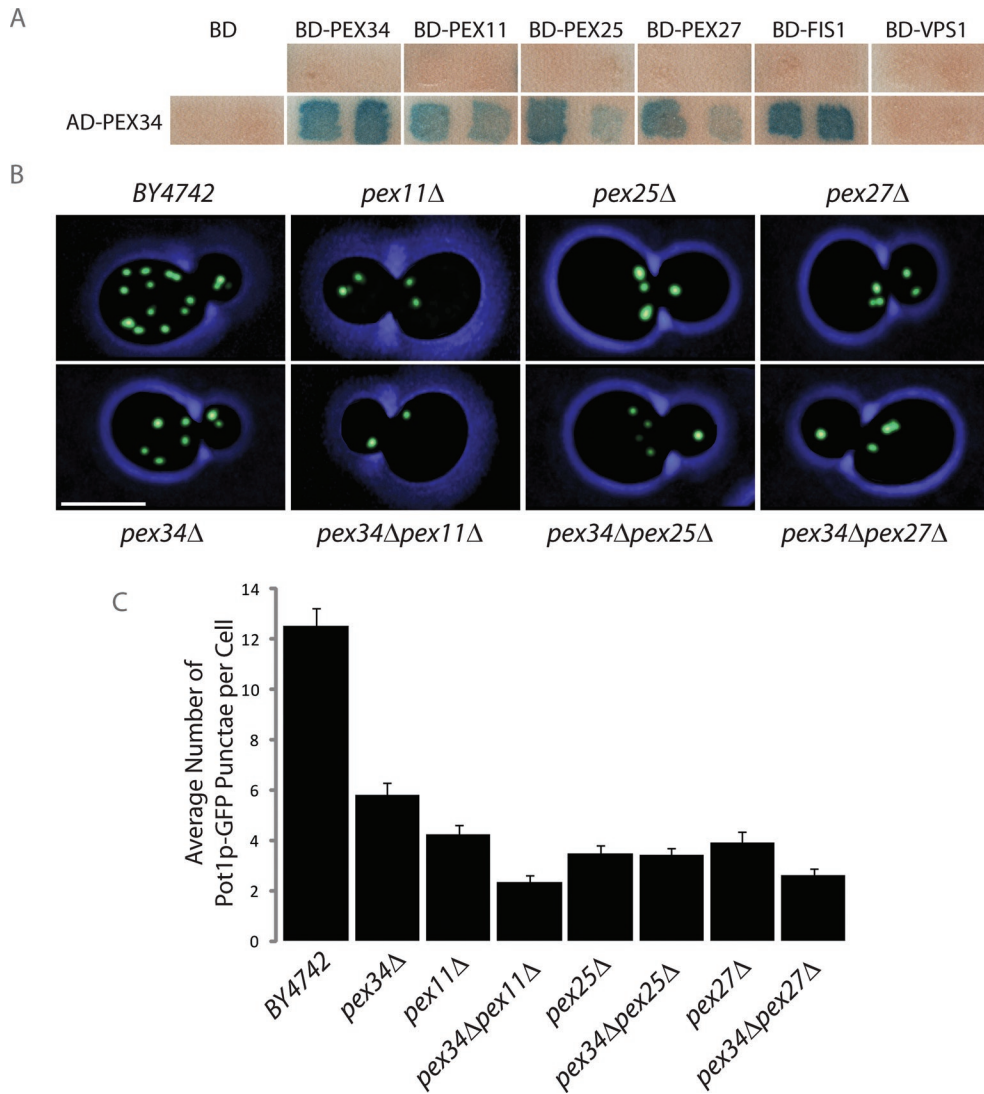 A
BD BD-PEX34 BD-PEX11 BD-PEX25 BD-PEX27 BD-FIS1 BD-VPS1
AD-PEX34
B
BY4742 pex11Δ pex25Δ pex27Δ
pex34Δ pex34Δpex11Δ pex34Δpex25Δ pex34Δpex27Δ
C
Average Number of
Pot1p-GFP Punctae per Cell
14
12
10
8
6
4
2
0
BY4742 pex34Δ pex11Δ pex34Δpex11Δ pex25Δ pex34Δpex25Δ pex27Δ pex34Δpex27Δ